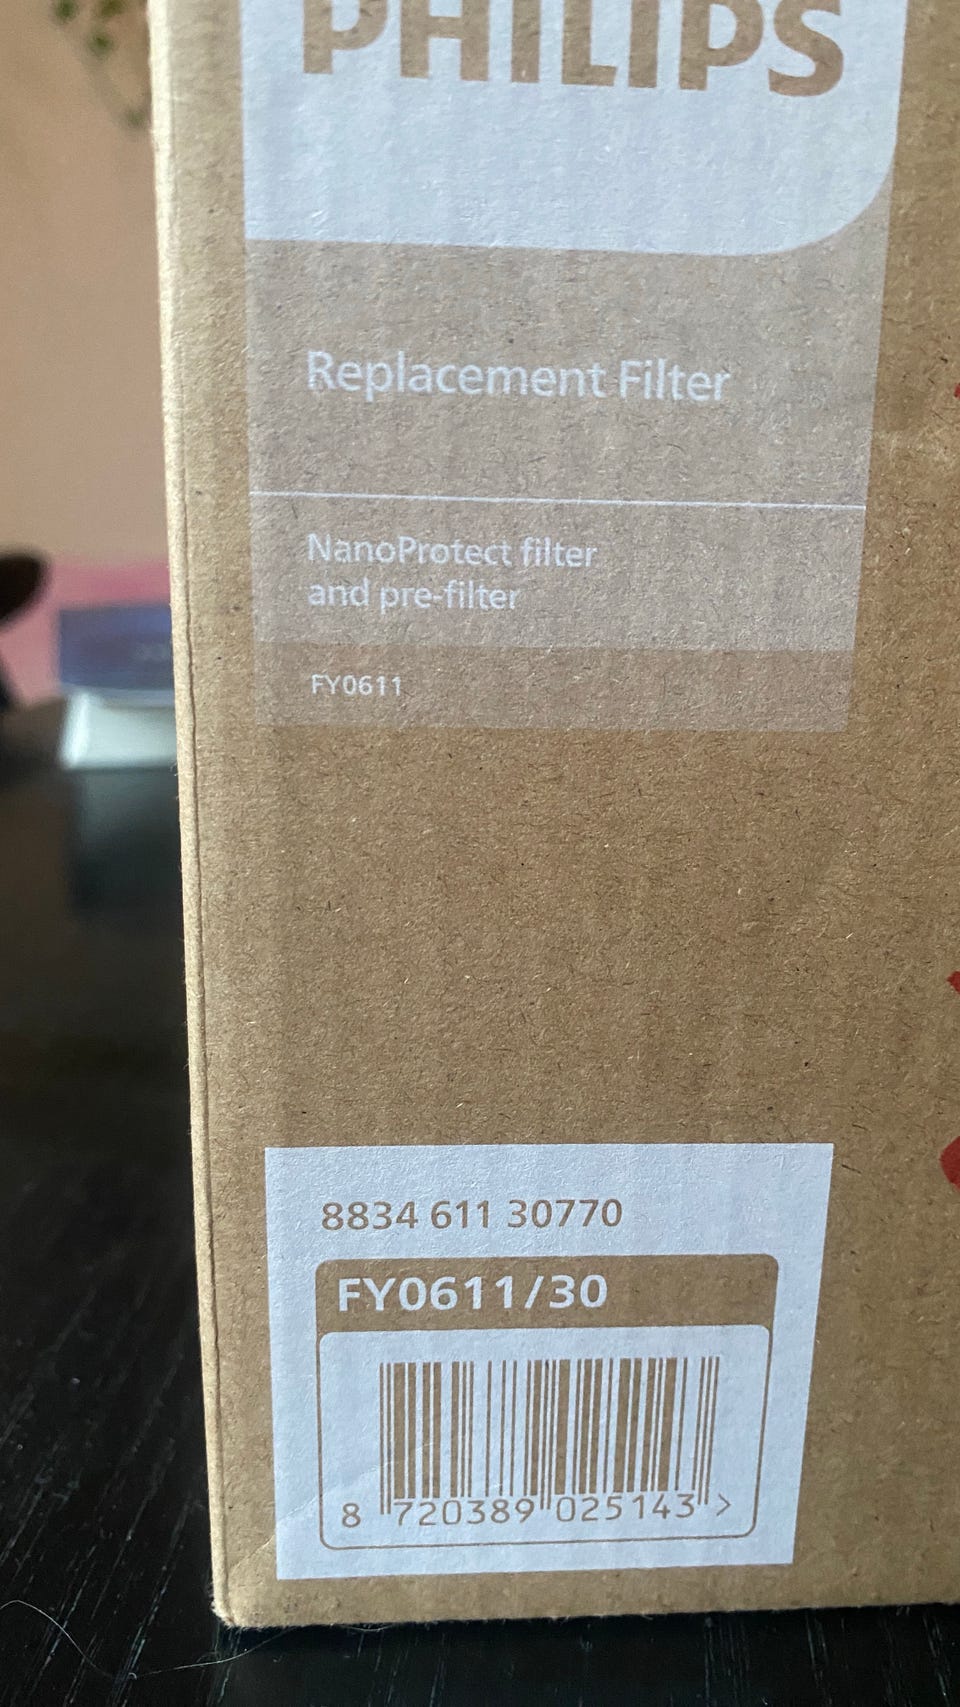 PHILIPS
Replacement Filter
NanoProtect filter
and pre-filter
FY0611
8834 611 30770
FY0611/30
8 720389 025143 >